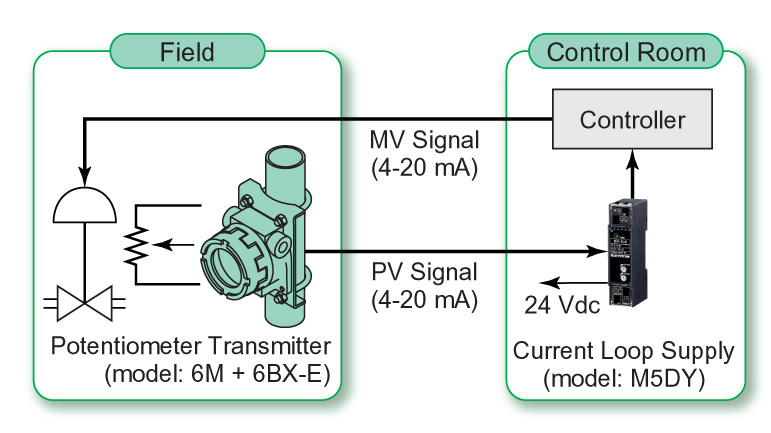 Field
Control Room
Controller
MV Signal
(4-20 mA)
PV Signal
(4-20 mA)
24 Vdc
Potentiometer Transmitter
(model: 6M + 6BX-E)
Current Loop Supply
(model: M5DY)